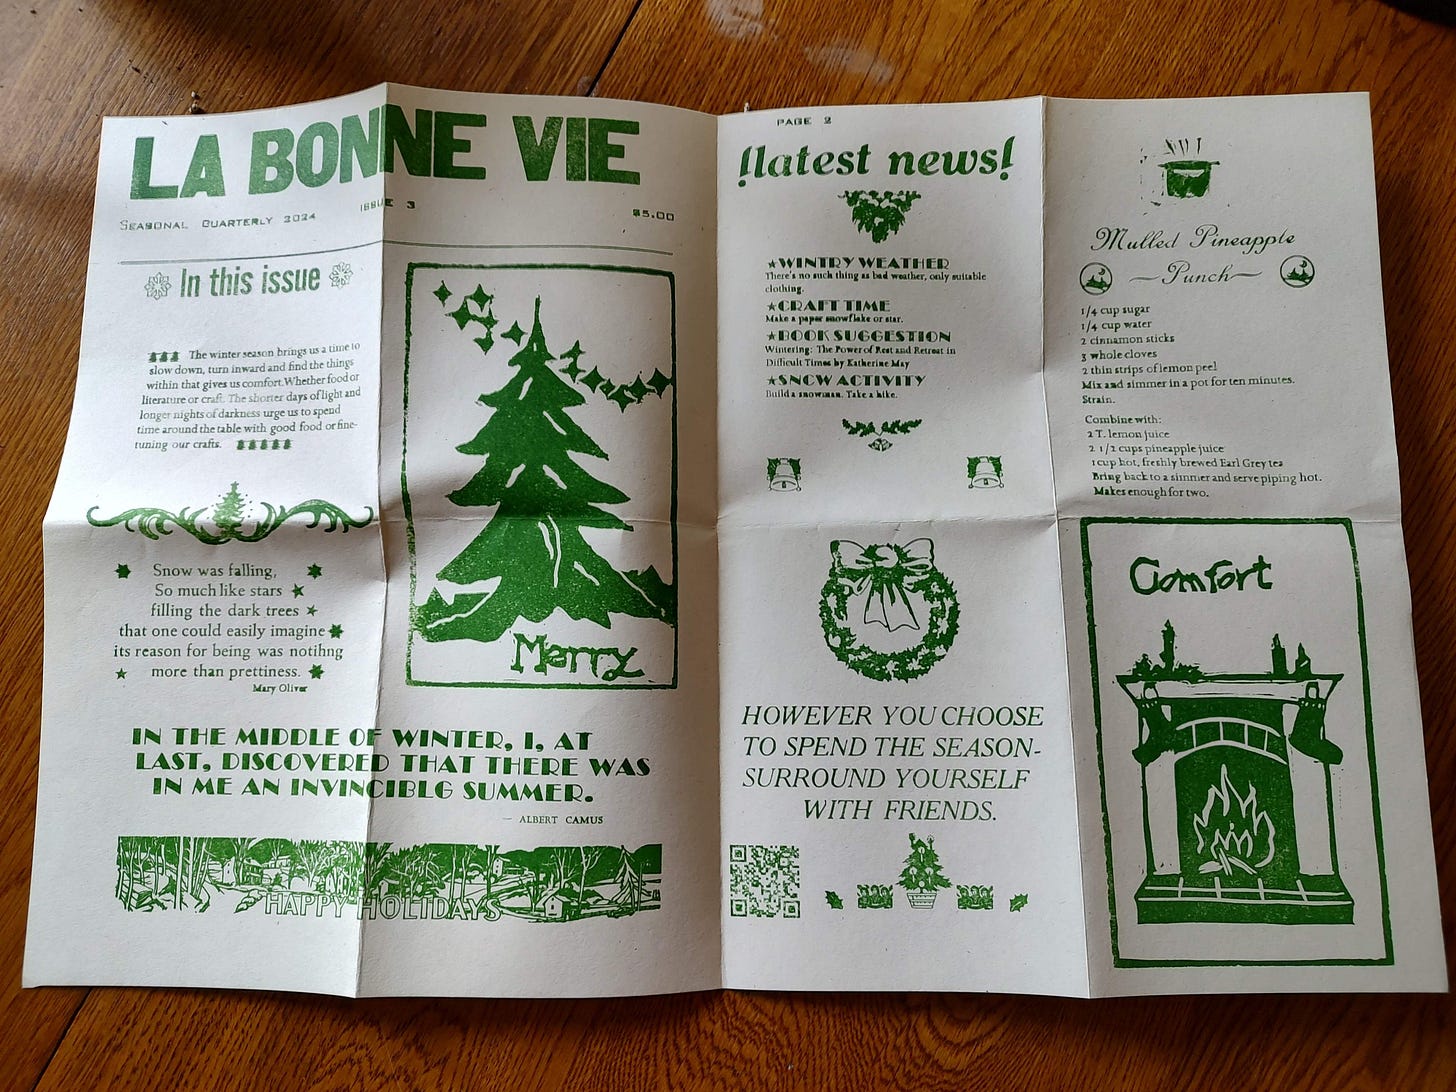 LA BONNE VIE
SEASONAL QUARTERLY 2024 ISSUE 3 $5.00
In this issue
The winter season brings us a time to
slow down, turn inward and find the things
within that gives us comfort. Whether food or
literature or craft. The shorter days of light and
longer nights of darkness urge us to spend
time around the table with good food or fine-
tuning our crafts.
Snow was falling,
So much like stars
filling the dark trees
that one could easily imagine
its reason for being was notihng
more than prettiness.
Mary Oliver
Merry
IN THE MIDDLE OF WINTER, I, AT
LAST, DISCOVERED THAT THERE WAS
IN ME AN INVINCIBLG SUMMER.
— ALBERT CAMUS
HAPPY HOLIDAYS
PAGE 2
!latest news!
★WINTRY WEATHER
There's no such thing as bad weather, only suitable
clothing.
★CRAFT TIME
Make a paper snowflake or star.
★BOOK SUGGESTION
Wintering: The Power of Rest and Retreat in
Difficult Times by Katherine May
★SNOW ACTIVITY
Build a snowman. Take a hike.
HOWEVER YOU CHOOSE
TO SPEND THE SEASON-
SURROUND YOURSELF
WITH FRIENDS.
Mulled Pineapple
~Punch~
1/4 cup sugar
1/4 cup water
2 cinnamon sticks
3 whole cloves
2 thin strips of lemon peel
Mix and simmer in a pot for ten minutes.
Strain.
Combine with:
2 T. lemon juice
2 1/2 cups pineapple juice
1 cup hot, freshly brewed Earl Grey tea
Bring back to a simmer and serve piping hot.
Makes enough for two.
Comfort